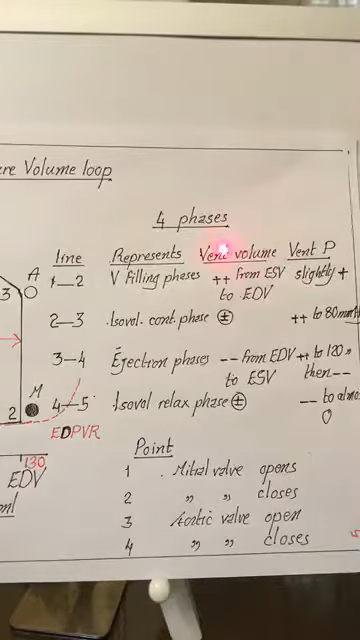 re Volume loop
4 phases
line Represents Vent volume Vent P
1—2 V filling phases ++ from ESV to EDV slightly +
2—3 Isovol. cont. phase ± ++ to 80
3—4 Ejection phases -- from EDV to ESV ++ to 120 then --
4—5 Isovol relax phase ± -- to almo 0
A
3
M
2
EDPVR
130
EDV
ml
Point
1 Mitral valve opens
2 ,, ,, closes
3 Aortic valve open
4 ,, ,, closes